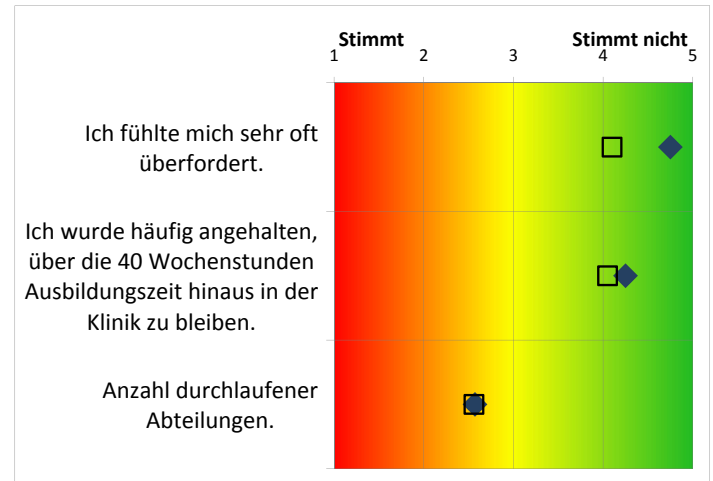 Stimmt Stimmt nicht
1 2 3 4 5
Ich fühlte mich sehr oft
überfordert.
Ich wurde häufig angehalten,
über die 40 Wochenstunden
Ausbildungszeit hinaus in der
Klinik zu bleiben.
Anzahl durchlaufener
Abteilungen.